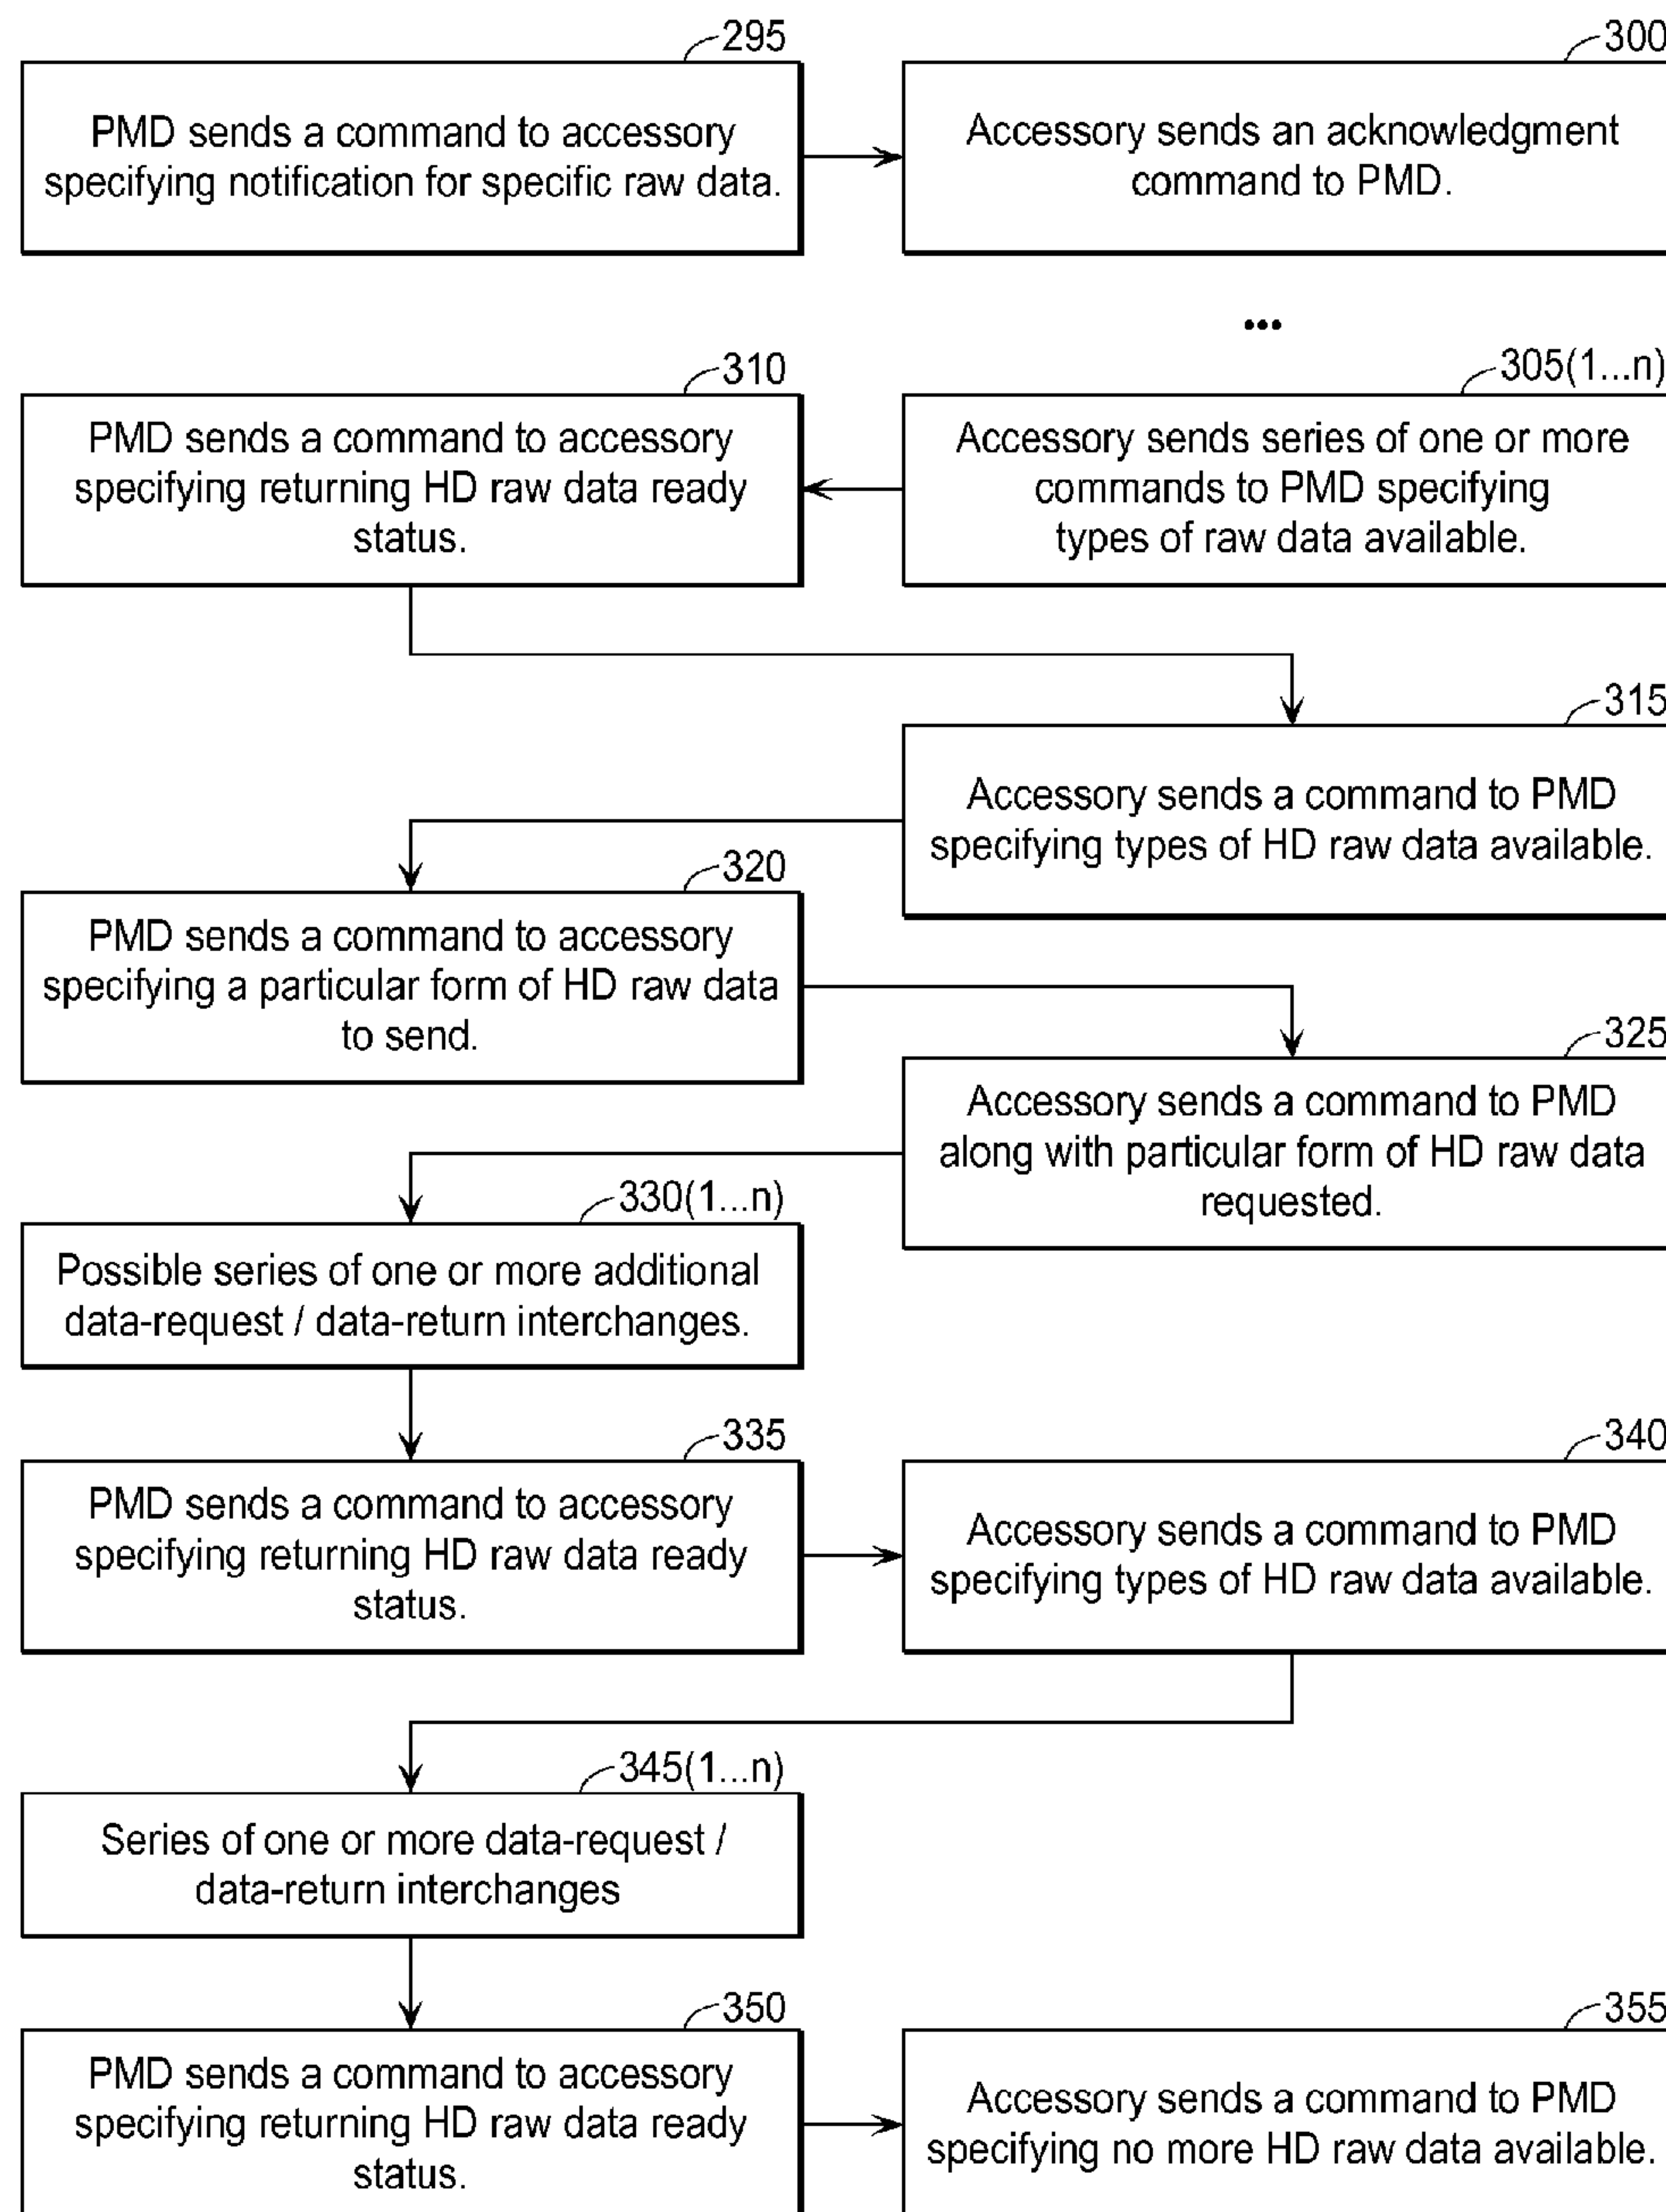 295
PMD sends a command to accessory
specifying notification for specific raw data.
300
Accessory sends an acknowledgment
command to PMD.
...
305(1...n)
Accessory sends series of one or more
commands to PMD specifying
types of raw data available.
310
PMD sends a command to accessory
specifying returning HD raw data ready
status.
315
Accessory sends a command to PMD
specifying types of HD raw data available.
320
PMD sends a command to accessory
specifying a particular form of HD raw data
to send.
325
Accessory sends a command to PMD
along with particular form of HD raw data
requested.
330(1...n)
Possible series of one or more additional
data-request / data-return interchanges.
335
PMD sends a command to accessory
specifying returning HD raw data ready
status.
340
Accessory sends a command to PMD
specifying types of HD raw data available.
345(1...n)
Series of one or more data-request /
data-return interchanges
350
PMD sends a command to accessory
specifying returning HD raw data ready
status.
355
Accessory sends a command to PMD
specifying no more HD raw data available.